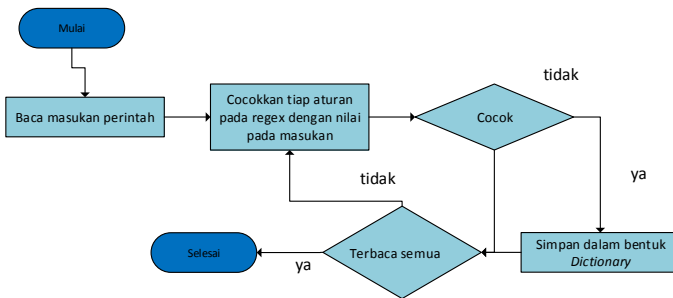 Mulai
Baca masukan perintah
Cocokkan tiap aturan
pada regex dengan nilai
pada masukan
Cocok
tidak
ya
Simpan dalam bentuk
Dictionary
tidak
Terbaca semua
ya
Selesai